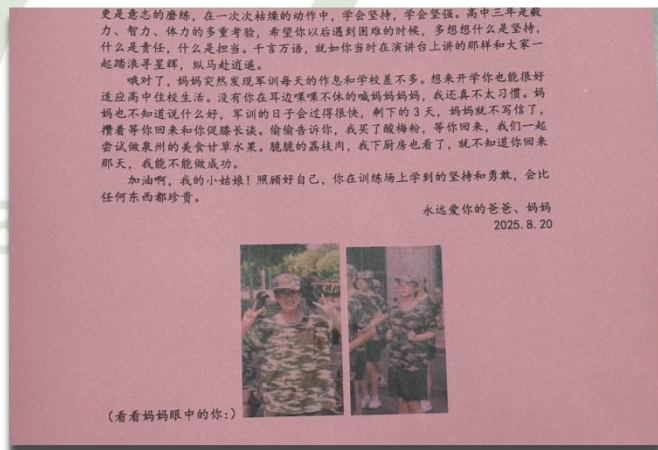 更是意志的磨练，在一次次枯燥的动作中，学会坚持，学会坚强。高中三年是毅
力、智力、体力的多重考验，希望你以后遇到困难的时候，多想想什么是坚持，
什么是责任，什么是担当。千言万语，就如你当时在演讲台上讲的那样和大家一
起踏浪寻星辉，纵马赴逍遥。
哦对了，妈妈突然发现军训每天的作息和学校差不多。想来开学你也能很好
适应高中住校生活。没有你在耳边喋喋不休的喊妈妈妈妈，我还真不太习惯。妈
妈也不知道说什么好，军训的日子会过得很快，剩下的3天，妈妈就不写信了，
攒着等你回来和你促膝长谈。偷偷告诉你，我买了酸梅粉，等你回来，我们一起
尝试做泉州的美食甘草水果。脆脆的荔枝肉，我下厨房也看了，就不知道你回来
那天，我能不能做成功。
加油啊，我的小姑娘！照顾好自己，你在训练场上学到的坚持和勇敢，会比
任何东西都珍贵。
永远爱你的爸爸、妈妈
2025.8.20
（看看妈妈眼中的你:）